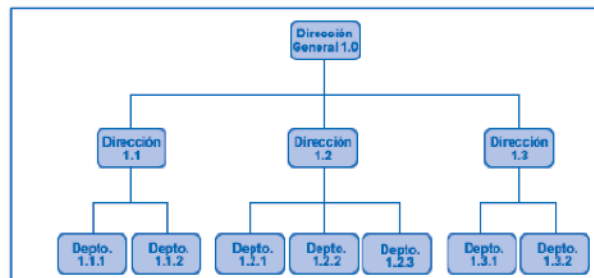 Dirección
General 1.0
Dirección
1.1
Dirección
1.2
Dirección
1.3
Depto.
1.1.1
Depto.
1.1.2
Depto.
1.2.1
Depto.
1.2.2
Depto.
1.2.3
Depto.
1.3.1
Depto.
1.3.2